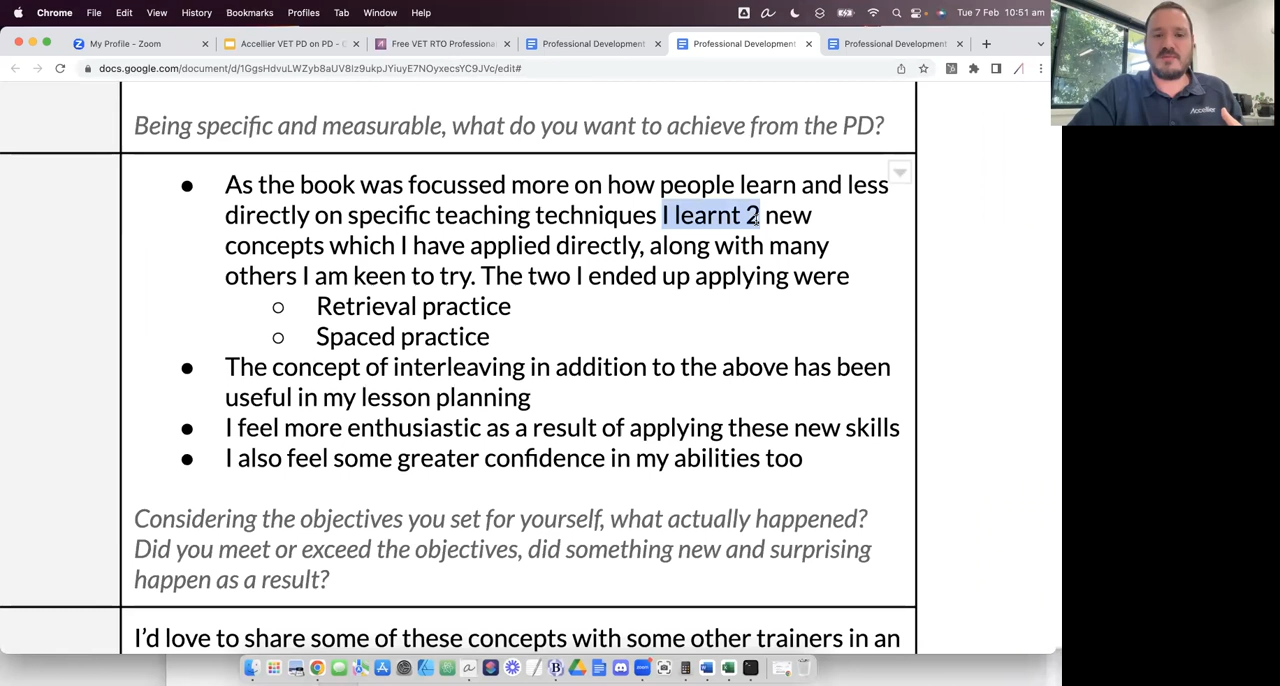 Chrome File Edit View History Bookmarks Profiles Tab Window Help Tue 7 Feb 10:51 am
My Profile - Zoom
Accellier VET PD on PD -
Free VET RTO Professiona
Professional Development
Professional Development
Professional Development
docs.google.com/document/d/1GgsHdvuLWZyb8aUV8Iz9ukpJYiuyE7NOyxecsYC9JVc/edit#
Accellier
Being specific and measurable, what do you want to achieve from the PD?
● As the book was focussed more on how people learn and less
directly on specific teaching techniques I learnt 2 new
concepts which I have applied directly, along with many
others I am keen to try. The two I ended up applying were
○ Retrieval practice
○ Spaced practice
● The concept of interleaving in addition to the above has been
useful in my lesson planning
● I feel more enthusiastic as a result of applying these new skills
● I also feel some greater confidence in my abilities too
Considering the objectives you set for yourself, what actually happened?
Did you meet or exceed the objectives, did something new and surprising
happen as a result?
I'd love to share some of these concepts with some other trainers in an